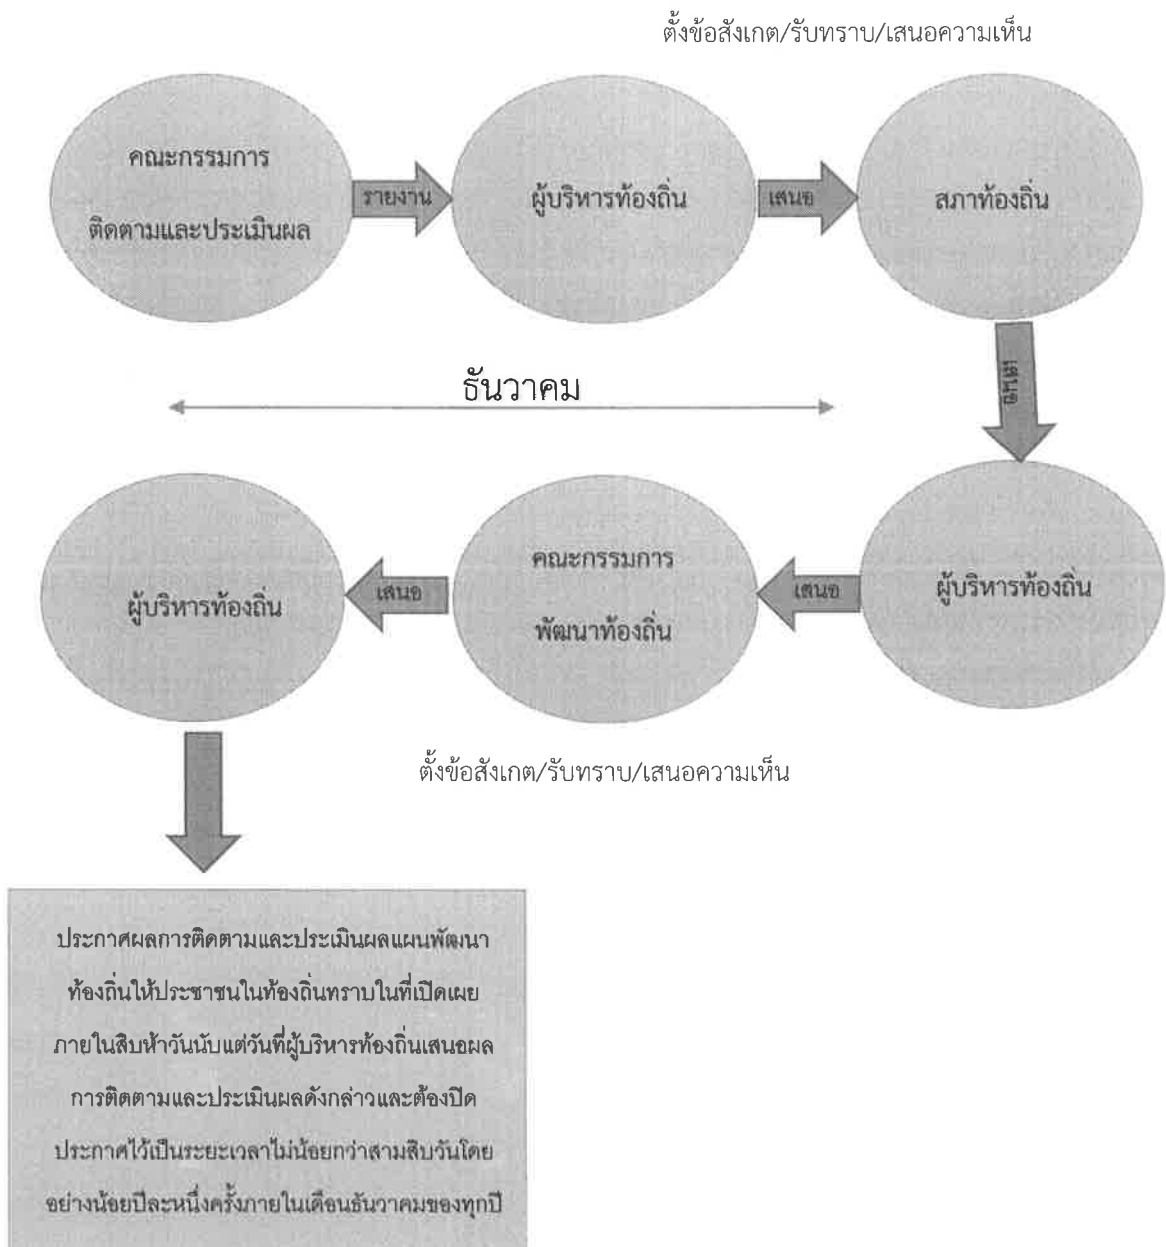 ตั้งข้อสังเกต/รับทราบ/เสนอความเห็น
คณะกรรมการ
ติดตามและประเมินผล
รายงาน
ผู้บริหารท้องถิ่น
เสนอ
สภาท้องถิ่น
เสนอ
ธันวาคม
ผู้บริหารท้องถิ่น
เสนอ
คณะกรรมการ
พัฒนาท้องถิ่น
เสนอ
ผู้บริหารท้องถิ่น
ตั้งข้อสังเกต/รับทราบ/เสนอความเห็น
ประกาศผลการติดตามและประเมินผลแผนพัฒนา
ท้องถิ่นให้ประชาชนในท้องถิ่นทราบในที่เปิดเผย
ภายในสิบห้าวันนับแต่วันที่ผู้บริหารท้องถิ่นเสนอผล
การติดตามและประเมินผลดังกล่าวและต้องปิด
ประกาศไว้เป็นระยะเวลาไม่น้อยกว่าสามสิบวันโดย
อย่างน้อยปีละหนึ่งครั้งภายในเดือนธันวาคมของทุกปี